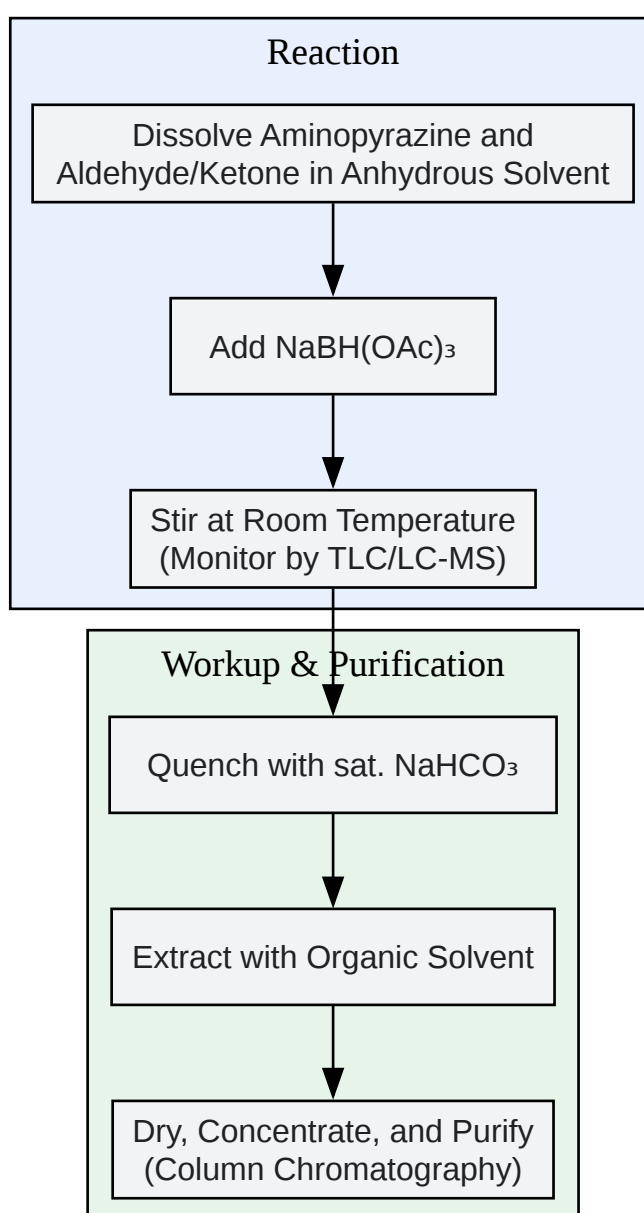 Reaction
Dissolve Aminopyrazine and
Aldehyde/Ketone in Anhydrous Solvent
Add NaBH(OAc)₃
Stir at Room Temperature
(Monitor by TLC/LC-MS)
Workup & Purification
Quench with sat. NaHCO₃
Extract with Organic Solvent
Dry, Concentrate, and Purify
(Column Chromatography)